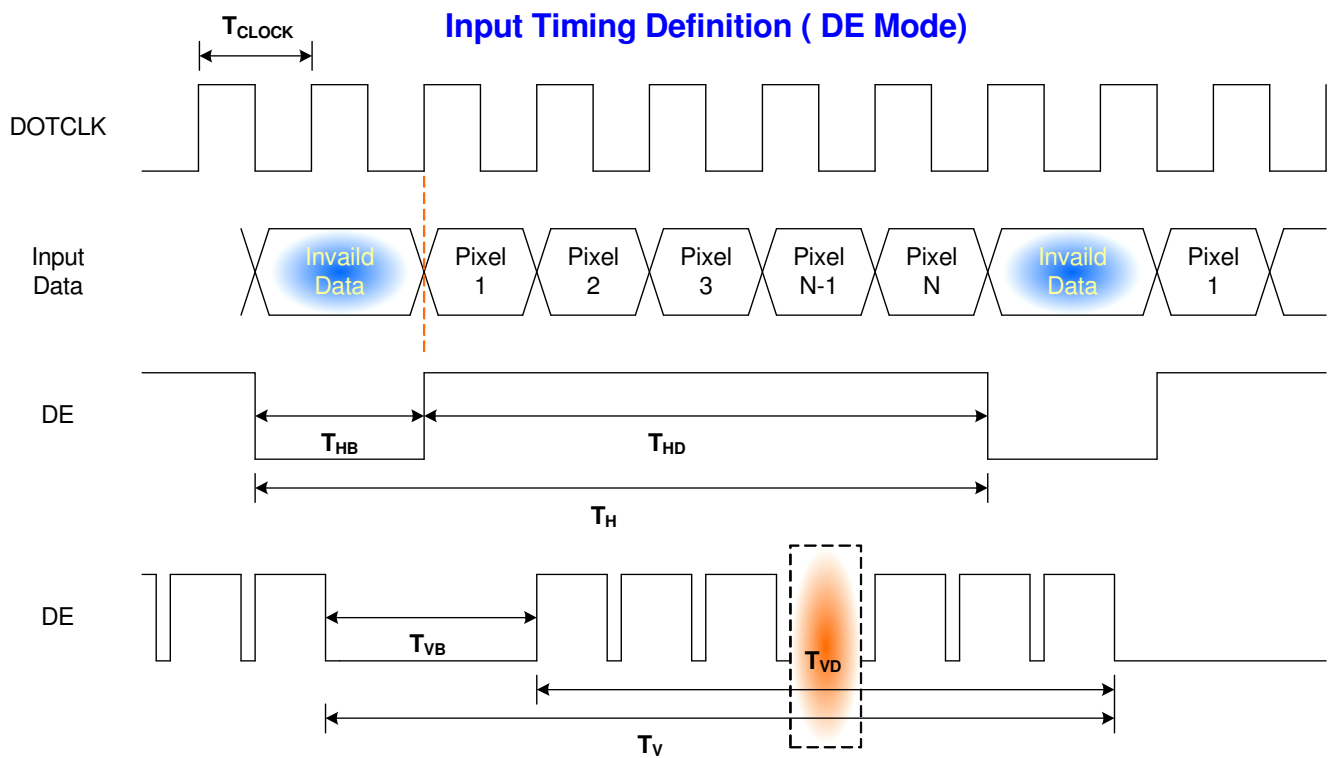 Input Timing Definition ( DE Mode)
TCLOCK
DOTCLK
Input
Data
Invaild
Data
Pixel
1
Pixel
2
Pixel
3
Pixel
N-1
Pixel
N
Invaild
Data
Pixel
1
DE
THB
THD
TH
DE
TVB
TVD
TV